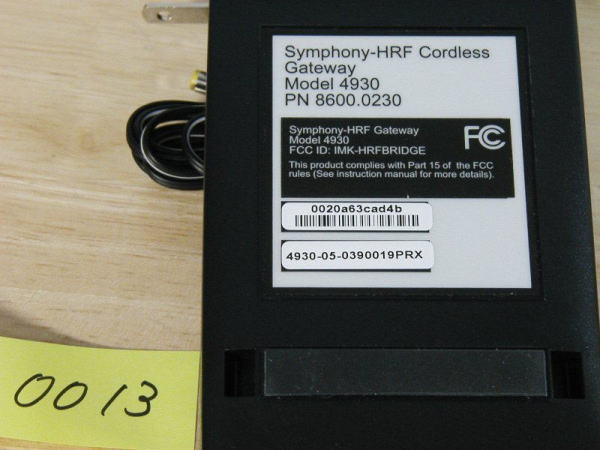 Symphony-HRF Cordless
Gateway
Model 4930
PN 8600.0230
Symphony-HRF Gateway
Model 4930
FCC ID: IMK-HRFBRIDGE
FC
This product complies with Part 15 of the FCC
rules (See instruction manual for more details).
0020a63cad4b
4930-05-0390019PRX
0013